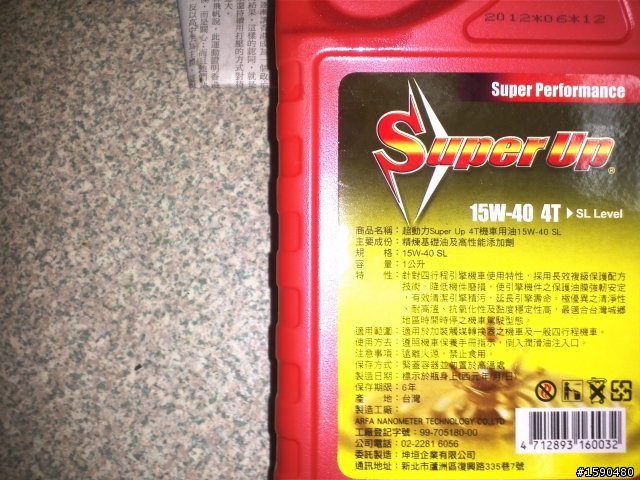 2012*06*12
Super Performance
Super Up®
15W-40 4T ▶ SL Level
商品名稱：超動力Super Up 4T機車用油15W-40 SL
主要成份：精煉基礎油及高性能添加劑
規　　格：15W-40 SL
容　　量：1公升
特　　性：針對四行程引擎機車使用特性，採用長效複級保護配方
技術，降低機件磨損，使引擎機件之保護油膜強韌安定
，有效清潔引擎積污，延長引擎壽命。極優異之清淨性
、耐高溫、抗氧化性及黏度穩定性高，最適合台灣城鄉
地區時開時停之機車駕駛型態。
適用範圍：適用於加裝觸媒轉換器之機車及一般四行程機車。
使用方法：遵照機車保養手冊指示，倒入潤滑油注入口。
注意事項：遠離火源，禁止食用。
保存方式：緊蓋容器並勿置於高溫處
製造日期：標示於瓶身上(西元年/月/日)
保存期限：6年
產　　地：台灣
製造工廠：
ARFA NANOMETER TECHNOLOGY CO.,LTD
工廠登記字號：99-705180-00
公司電話：02-2281 6056
委託製造：坤垣企業有限公司
通訊地址：新北市蘆洲區復興路335巷7號
4 712893 160032
#1590480